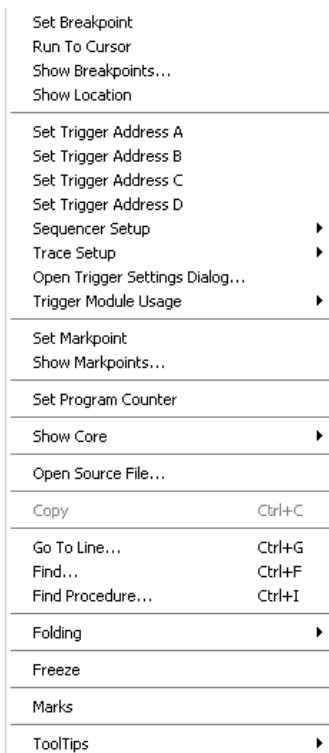 Set Breakpoint
Run To Cursor
Show Breakpoints...
Show Location
Set Trigger Address A
Set Trigger Address B
Set Trigger Address C
Set Trigger Address D
Sequencer Setup
Trace Setup
Open Trigger Settings Dialog...
Trigger Module Usage
Set Markpoint
Show Markpoints...
Set Program Counter
Show Core
Open Source File...
Copy Ctrl+C
Go To Line... Ctrl+G
Find... Ctrl+F
Find Procedure... Ctrl+I
Folding
Freeze
Marks
ToolTips